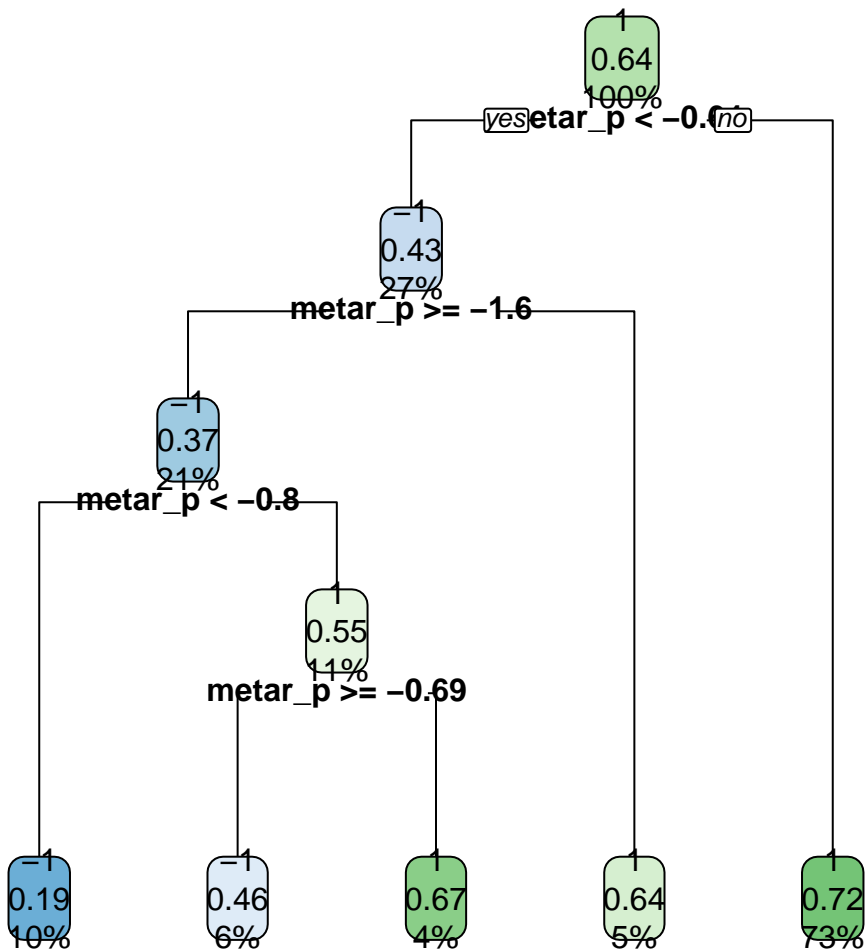 1
0.64
100%
yes etar_p < −0. no
−1
0.43
27%
metar_p >= −1.6
−1
0.37
21%
metar_p < −0.8
1
0.55
11%
metar_p >= −0.69
−1 −1 1 1 1
0.19 0.46 0.67 0.64 0.72
10% 6% 4% 5% 73%